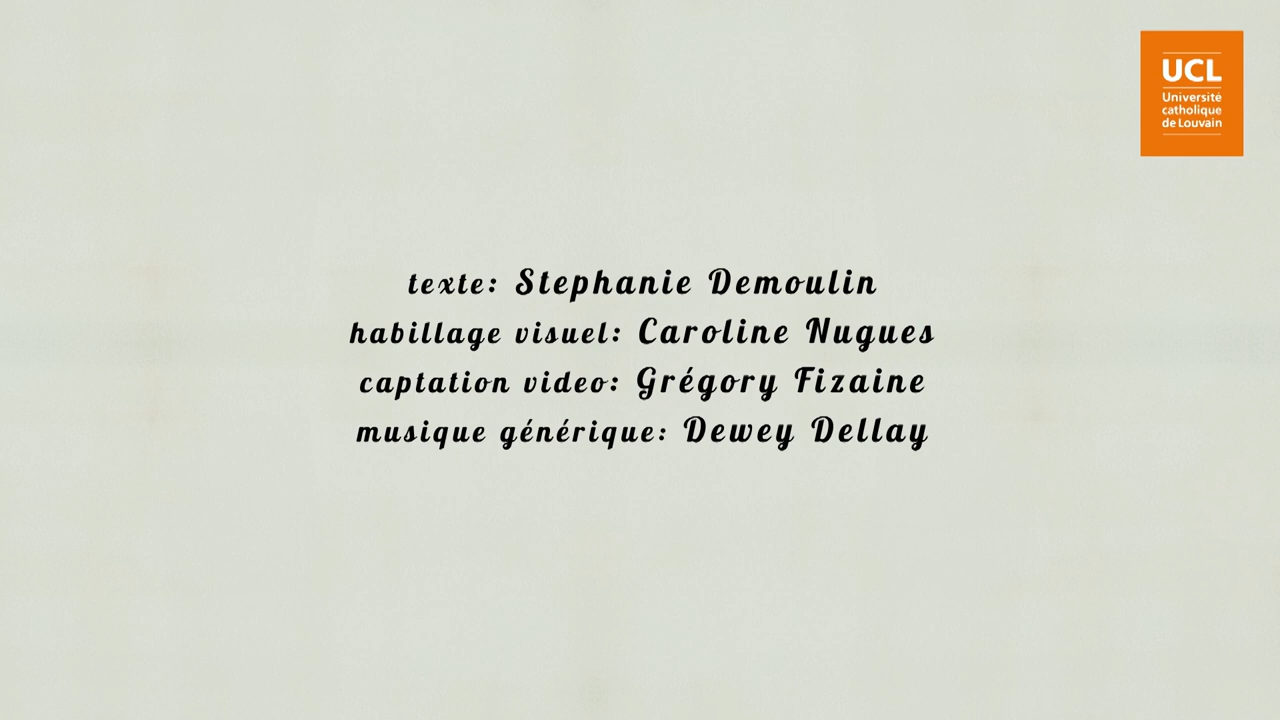 UCL
Université
catholique
de Louvain
texte: Stephanie Demoulin
habillage visuel: Caroline Nugues
captation video: Grégory Fizaine
musique générique: Dewey Dellay